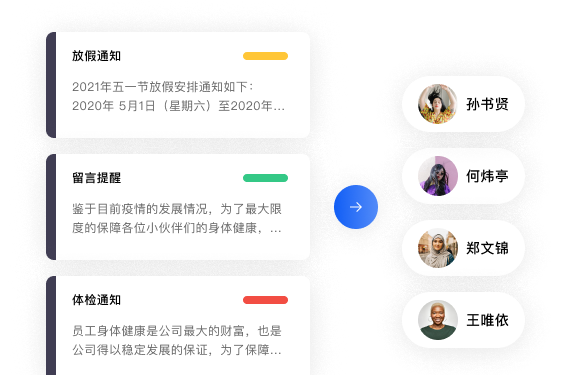 放假通知
2021年五一节放假安排通知如下：
2020年 5月1日（星期六）至2020年...
留言提醒
鉴于目前疫情的发展情况，为了最大限
度的保障各位小伙伴们的身体健康，...
体检通知
员工身体健康是公司最大的财富，也是
公司得以稳定发展的保证，为了保障...
孙书贤
何炜亭
郑文锦
王唯依